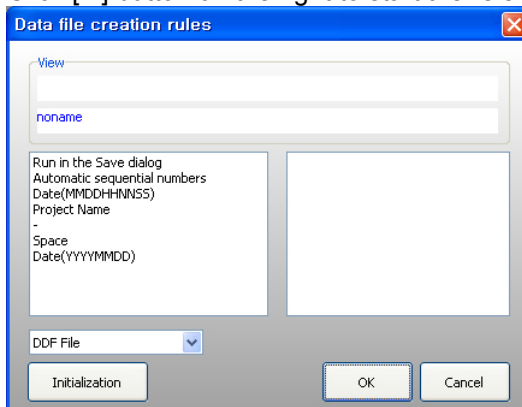 Data file creation rules
View
noname
Run in the Save dialog
Automatic sequential numbers
Date(MMDDHHNNSS)
Project Name
-
Space
Date(YYYYMMDD)
DDF File
Initialization
OK
Cancel